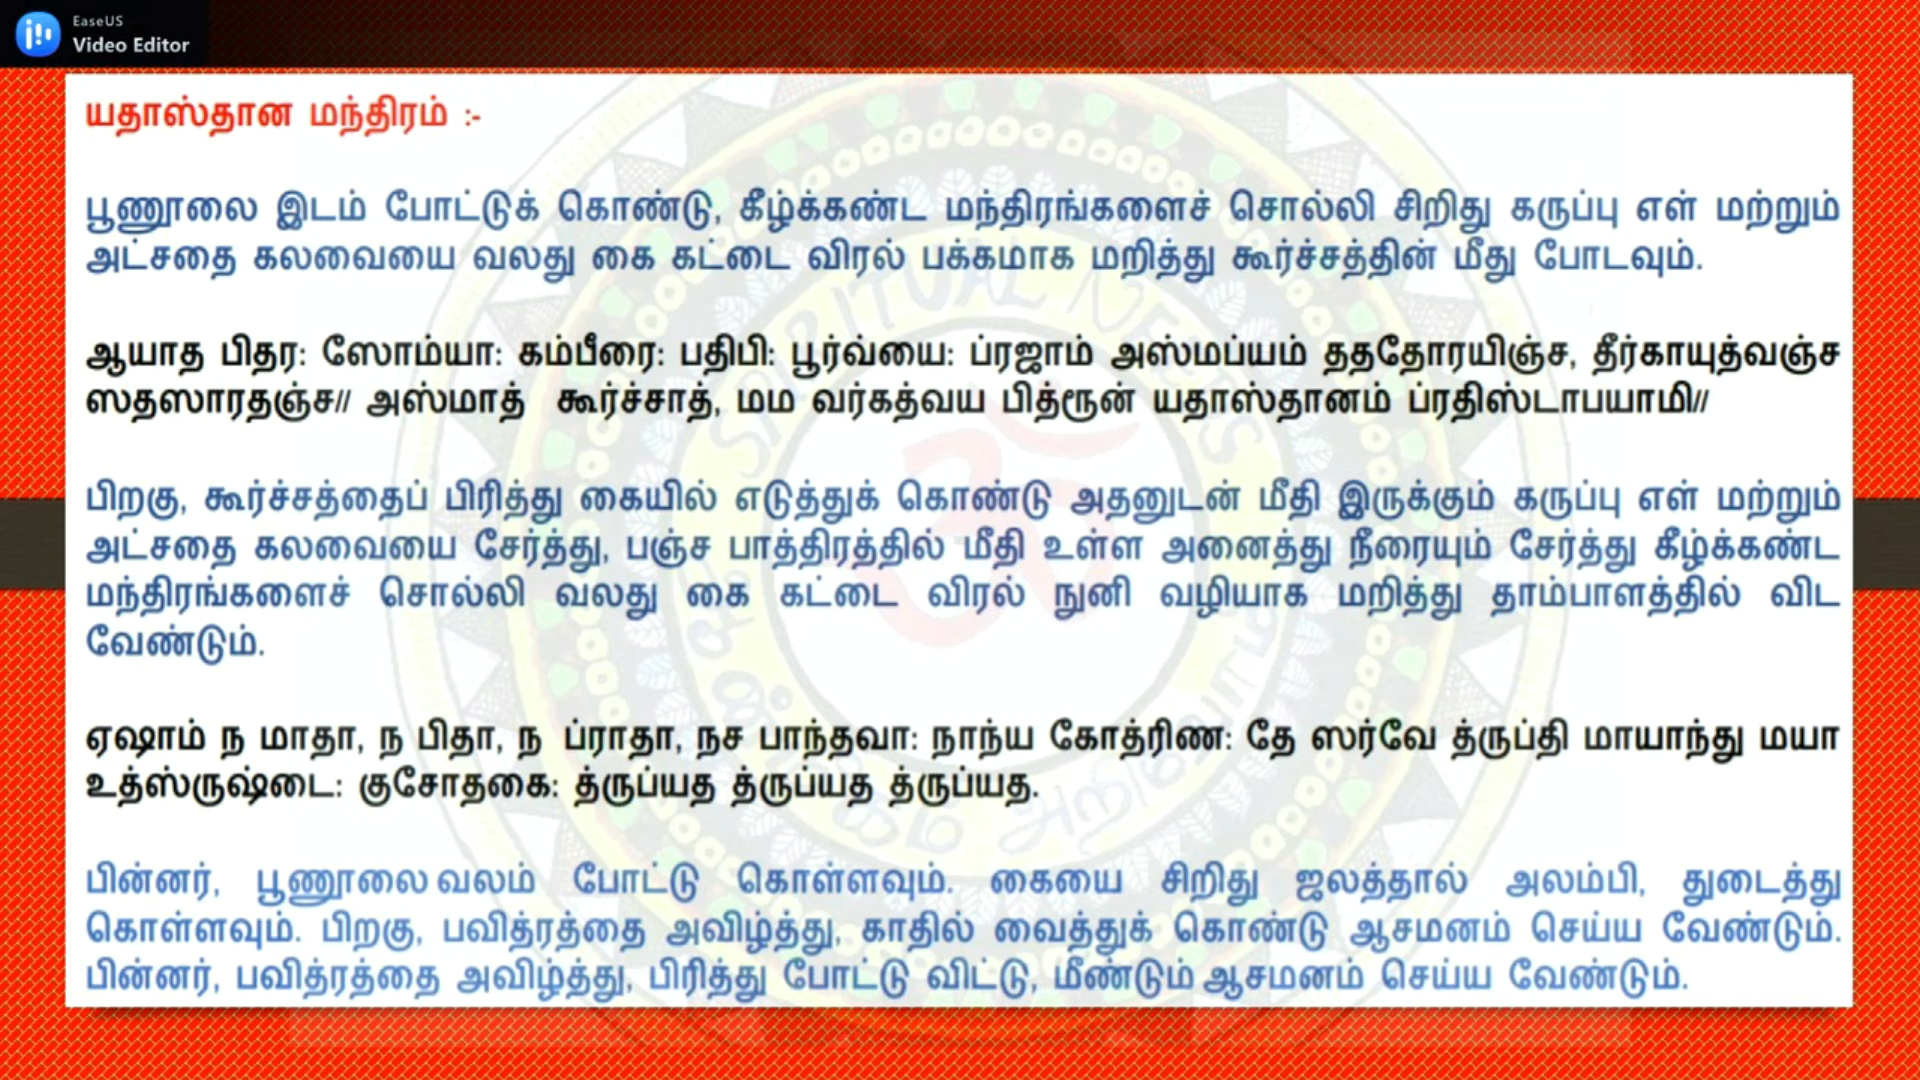 EaseUS
Video Editor
யதாஸ்தான மந்திரம் :-
பூணூலை இடம் போட்டுக் கொண்டு, கீழ்க்கண்ட மந்திரங்களைச் சொல்லி சிறிது கருப்பு எள் மற்றும்
அட்சதை கலவையை வலது கை கட்டை விரல் பக்கமாக மறித்து கூர்ச்சத்தின் மீது போடவும்.
ஆயாத பிதர: ஸோம்யா: கம்பீரை: பதிபி: பூர்வ்யை: ப்ரஜாம் அஸ்மப்யம் தததோரயிஞ்ச, தீர்காயுத்வஞ்ச
ஸதஸாரதஞ்ச// அஸ்மாத் கூர்ச்சாத், மம வர்கத்வய பித்ரூன் யதாஸ்தானம் ப்ரதிஸ்டாபயாமி//
பிறகு, கூர்ச்சத்தைப் பிரித்து கையில் எடுத்துக் கொண்டு அதனுடன் மீதி இருக்கும் கருப்பு எள் மற்றும்
அட்சதை கலவையை சேர்த்து, பஞ்ச பாத்திரத்தில் மீதி உள்ள அனைத்து நீரையும் சேர்த்து கீழ்க்கண்ட
மந்திரங்களைச் சொல்லி வலது கை கட்டை விரல் நுனி வழியாக மறித்து தாம்பாளத்தில் விட
வேண்டும்.
ஏஷாம் ந மாதா, ந பிதா, ந ப்ராதா, நச பாந்தவா: நாந்ய கோத்ரிண: தே ஸர்வே த்ருப்தி மாயாந்து மயா
உத்ஸ்ருஷ்டை: குசோதகை: த்ருப்யத த்ருப்யத த்ருப்யத.
பின்னர், பூணூலை வலம் போட்டு கொள்ளவும். கையை சிறிது ஜலத்தால் அலம்பி, துடைத்து
கொள்ளவும். பிறகு, பவித்ரத்தை அவிழ்த்து, காதில் வைத்துக் கொண்டு ஆசமனம் செய்ய வேண்டும்.
பின்னர், பவித்ரத்தை அவிழ்த்து, பிரித்து போட்டு விட்டு, மீண்டும் ஆசமனம் செய்ய வேண்டும்.